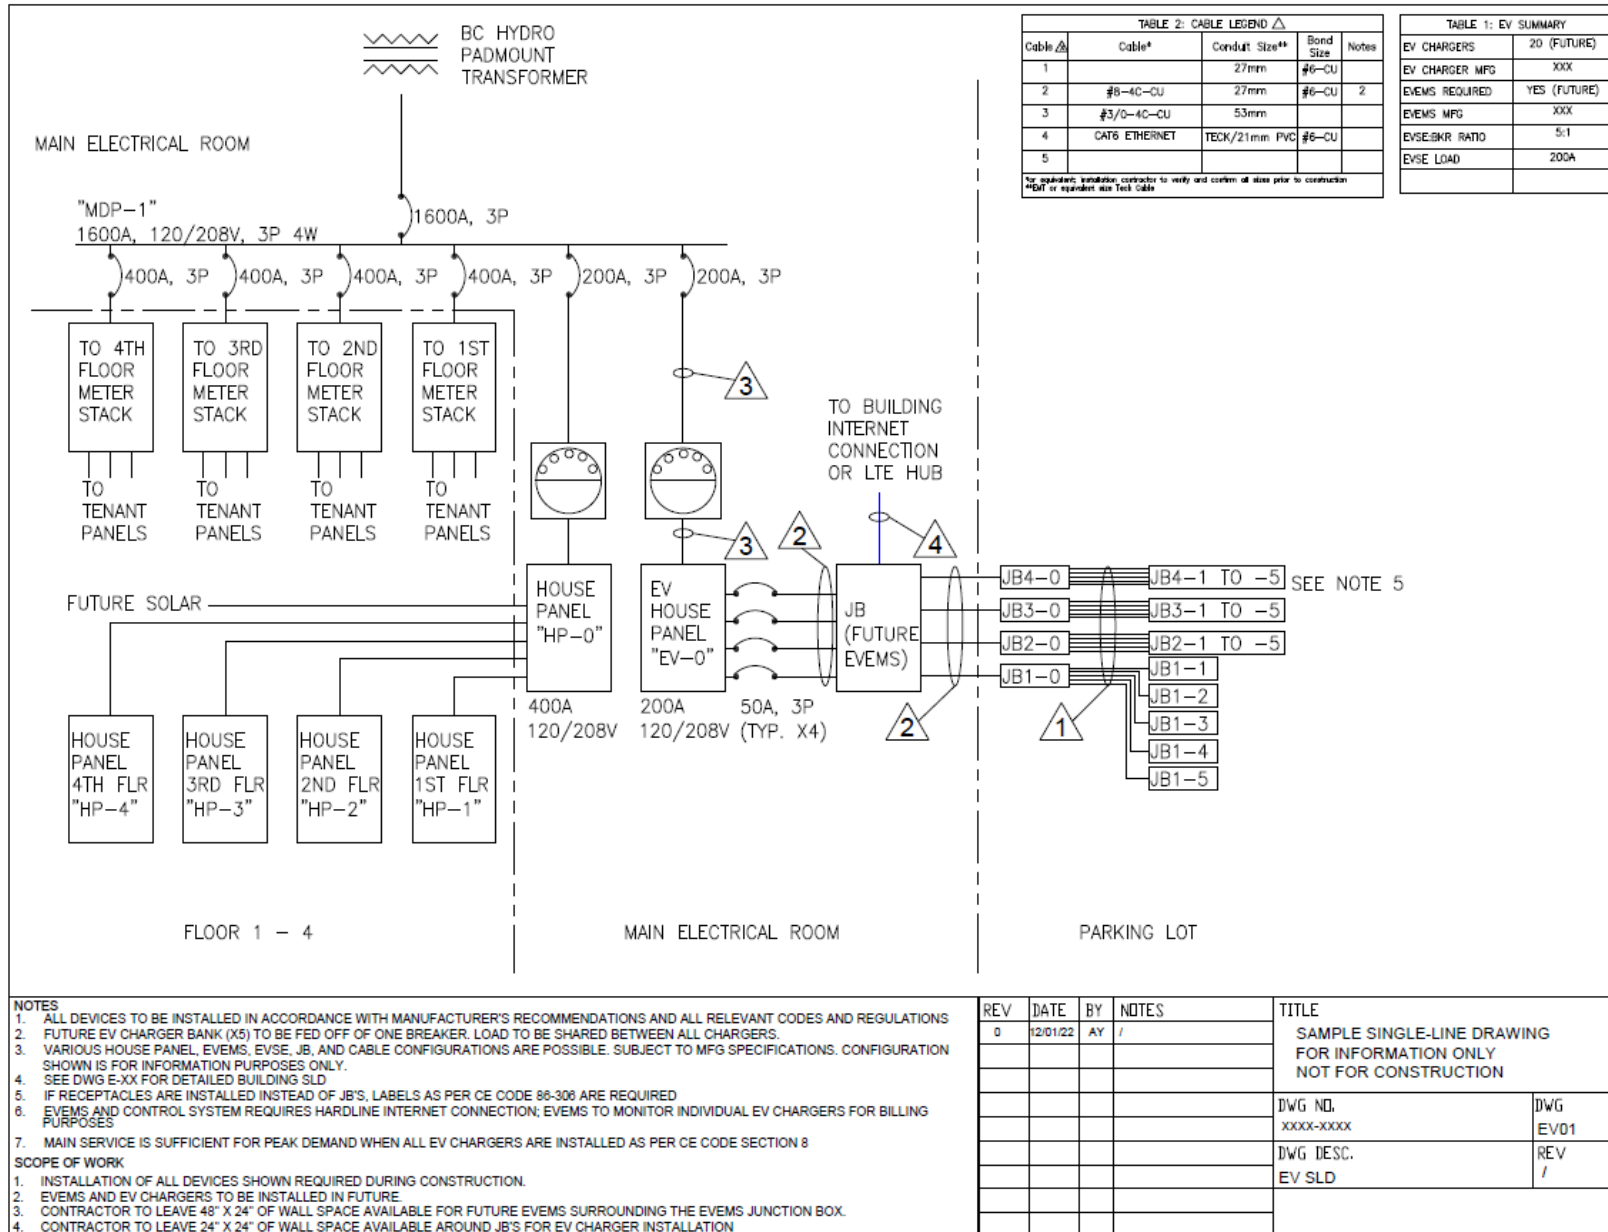 BC HYDRO
PADMOUNT
TRANSFORMER
MAIN ELECTRICAL ROOM
"MDP-1"
1600A, 120/208V, 3P 4W
1600A, 3P
400A, 3P
400A, 3P
400A, 3P
400A, 3P
200A, 3P
200A, 3P
TO 4TH
FLOOR
METER
STACK
TO 3RD
FLOOR
METER
STACK
TO 2ND
FLOOR
METER
STACK
TO 1ST
FLOOR
METER
STACK
TO
TENANT
PANELS
TO
TENANT
PANELS
TO
TENANT
PANELS
TO
TENANT
PANELS
3
TO BUILDING
INTERNET
CONNECTION
OR LTE HUB
3
2
4
FUTURE SOLAR
HOUSE
PANEL
"HP-0"
400A
120/208V
EV
HOUSE
PANEL
"EV-0"
200A
120/208V
50A, 3P
(TYP. X4)
JB
(FUTURE
EVEMS)
2
1
JB4-0
JB3-0
JB2-0
JB1-0
JB4-1 TO -5
SEE NOTE 5
JB3-1 TO -5
JB2-1 TO -5
JB1-1
JB1-2
JB1-3
JB1-4
JB1-5
HOUSE
PANEL
4TH FLR
"HP-4"
HOUSE
PANEL
3RD FLR
"HP-3"
HOUSE
PANEL
2ND FLR
"HP-2"
HOUSE
PANEL
1ST FLR
"HP-1"
FLOOR 1 - 4
MAIN ELECTRICAL ROOM
PARKING LOT
TABLE 2: CABLE LEGEND
Cable Cable* Conduit Size** Bond Size Notes
1 27mm #6-CU
2 #8-4C-CU 27mm #6-CU 2
3 #3/0-4C-CU 53mm
4 CAT6 ETHERNET TECK/21mm PVC #6-CU
5
*or equivalent; installation contractor to verify and confirm all sizes prior to construction
**EMT or equivalent size Teck Cable
TABLE 1: EV SUMMARY
EV CHARGERS 20 (FUTURE)
EV CHARGER MFG XXX
EVEMS REQUIRED YES (FUTURE)
EVEMS MFG XXX
EVSE:BKR RATIO 5:1
EVSE LOAD 200A
NOTES
1. ALL DEVICES TO BE INSTALLED IN ACCORDANCE WITH MANUFACTURER'S RECOMMENDATIONS AND ALL RELEVANT CODES AND REGULATIONS
2. FUTURE EV CHARGER BANK (X5) TO BE FED OFF OF ONE BREAKER. LOAD TO BE SHARED BETWEEN ALL CHARGERS.
3. VARIOUS HOUSE PANEL, EVEMS, EVSE, JB, AND CABLE CONFIGURATIONS ARE POSSIBLE. SUBJECT TO MFG SPECIFICATIONS. CONFIGURATION
SHOWN IS FOR INFORMATION PURPOSES ONLY.
4. SEE DWG E-XX FOR DETAILED BUILDING SLD
5. IF RECEPTACLES ARE INSTALLED INSTEAD OF JB'S, LABELS AS PER CE CODE 86-306 ARE REQUIRED
6. EVEMS AND CONTROL SYSTEM REQUIRES HARDLINE INTERNET CONNECTION; EVEMS TO MONITOR INDIVIDUAL EV CHARGERS FOR BILLING
PURPOSES
7. MAIN SERVICE IS SUFFICIENT FOR PEAK DEMAND WHEN ALL EV CHARGERS ARE INSTALLED AS PER CE CODE SECTION 8
SCOPE OF WORK
1. INSTALLATION OF ALL DEVICES SHOWN REQUIRED DURING CONSTRUCTION.
2. EVEMS AND EV CHARGERS TO BE INSTALLED IN FUTURE.
3. CONTRACTOR TO LEAVE 48" X 24" OF WALL SPACE AVAILABLE FOR FUTURE EVEMS SURROUNDING THE EVEMS JUNCTION BOX.
4. CONTRACTOR TO LEAVE 24" X 24" OF WALL SPACE AVAILABLE AROUND JB'S FOR EV CHARGER INSTALLATION
REV DATE BY NOTES
0 12/01/22 AY /
TITLE
SAMPLE SINGLE-LINE DRAWING
FOR INFORMATION ONLY
NOT FOR CONSTRUCTION
DWG NO.
XXXX-XXXX
DWG
EV01
DWG DESC.
EV SLD
REV
/